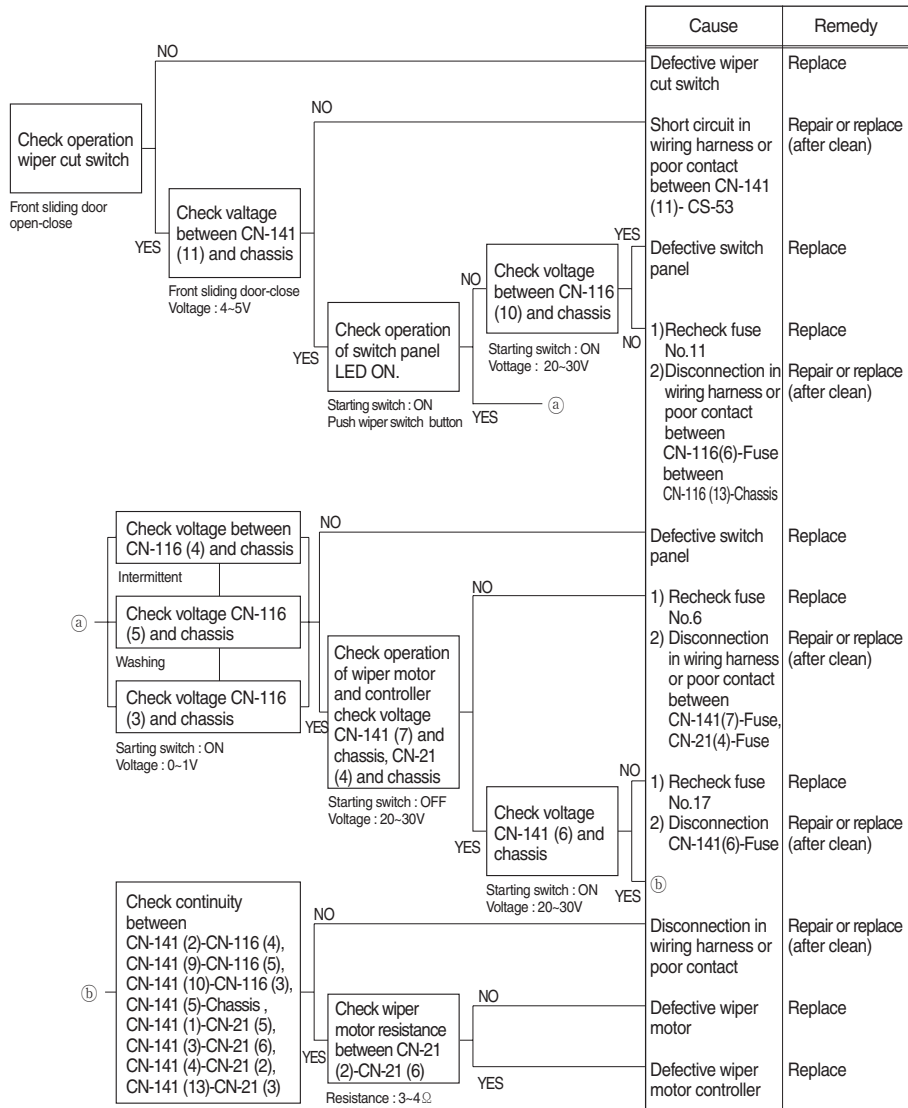 Cause
Remedy
NO
Defective wiper
cut switch
Replace
Check operation
wiper cut switch
Front sliding door
open-close
YES
Check valtage
between CN-141
(11) and chassis
Front sliding door-close
Voltage : 4~5V
NO
Short circuit in
wiring harness or
poor contact
between CN-141
(11)- CS-53
Repair or replace
(after clean)
YES
Check operation
of switch panel
LED ON.
Starting switch : ON
Push wiper switch button
NO
Check voltage
between CN-116
(10) and chassis
Starting switch : ON
Vottage : 20~30V
YES
Defective switch
panel
Replace
NO
1)Recheck fuse
No.11
Replace
2)Disconnection in
wiring harness or
poor contact
between
CN-116(6)-Fuse
between
CN-116 (13)-Chassis
Repair or replace
(after clean)
YES
ⓐ
ⓐ
Check voltage between
CN-116 (4) and chassis
Intermittent
Check voltage CN-116
(5) and chassis
Washing
Check voltage CN-116
(3) and chassis
Sarting switch : ON
Voltage : 0~1V
NO
Defective switch
panel
Replace
YES
Check operation
of wiper motor
and controller
check voltage
CN-141 (7) and
chassis, CN-21
(4) and chassis
Starting switch : OFF
Voltage : 20~30V
NO
1) Recheck fuse
No.6
Replace
2) Disconnection
in wiring harness
or poor contact
between
CN-141(7)-Fuse,
CN-21(4)-Fuse
Repair or replace
(after clean)
YES
Check voltage
CN-141 (6) and
chassis
Starting switch : ON
Voltage : 20~30V
NO
1) Recheck fuse
No.17
Replace
2) Disconnection
CN-141(6)-Fuse
Repair or replace
(after clean)
YES
ⓑ
ⓑ
Check continuity
between
CN-141 (2)-CN-116 (4),
CN-141 (9)-CN-116 (5),
CN-141 (10)-CN-116 (3),
CN-141 (5)-Chassis ,
CN-141 (1)-CN-21 (5),
CN-141 (3)-CN-21 (6),
CN-141 (4)-CN-21 (2),
CN-141 (13)-CN-21 (3)
NO
Disconnection in
wiring harness or
poor contact
Repair or replace
(after clean)
YES
Check wiper
motor resistance
between CN-21
(2)-CN-21 (6)
Resistance : 3~4Ω
NO
Defective wiper
motor
Replace
YES
Defective wiper
motor controller
Replace